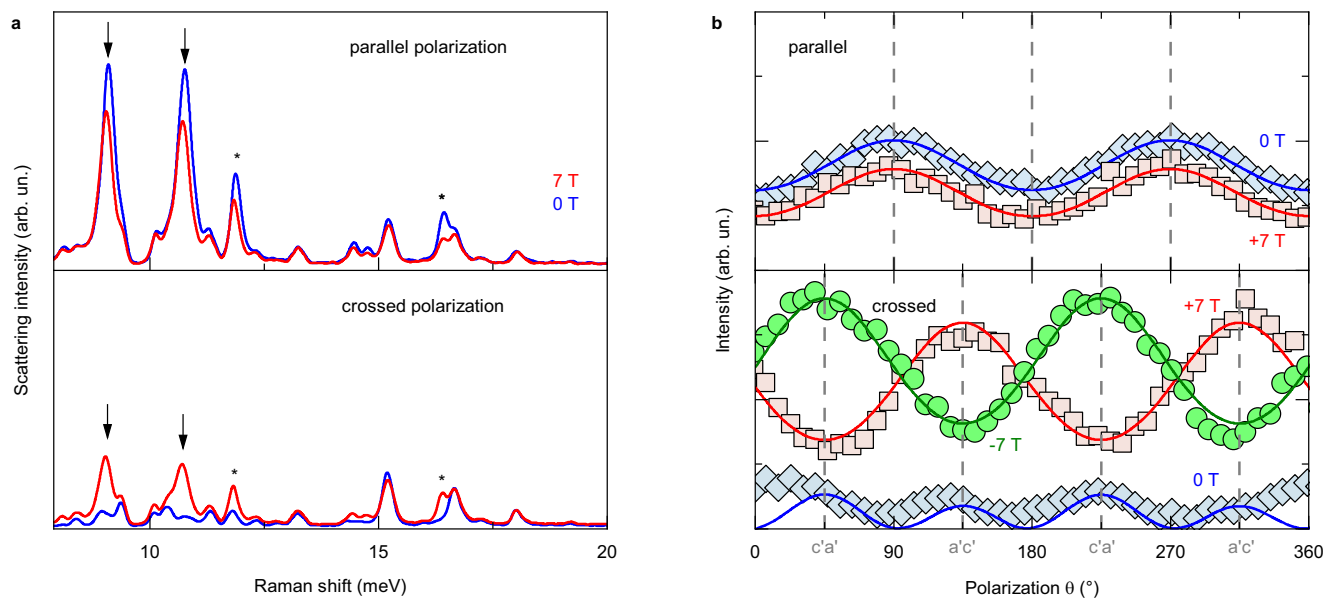 a
parallel polarization
*
*
7 T
0 T
crossed polarization
*
*
Scattering intensity (arb. un.)
10
15
20
Raman shift (meV)
b
c'a'
a'c'
c'a'
a'c'
parallel
0 T
+7 T
crossed
+7 T
-7 T
0 T
Intensity (arb. un.)
0
90
180
270
360
c'a'
a'c'
c'a'
a'c'
Polarization θ (°)